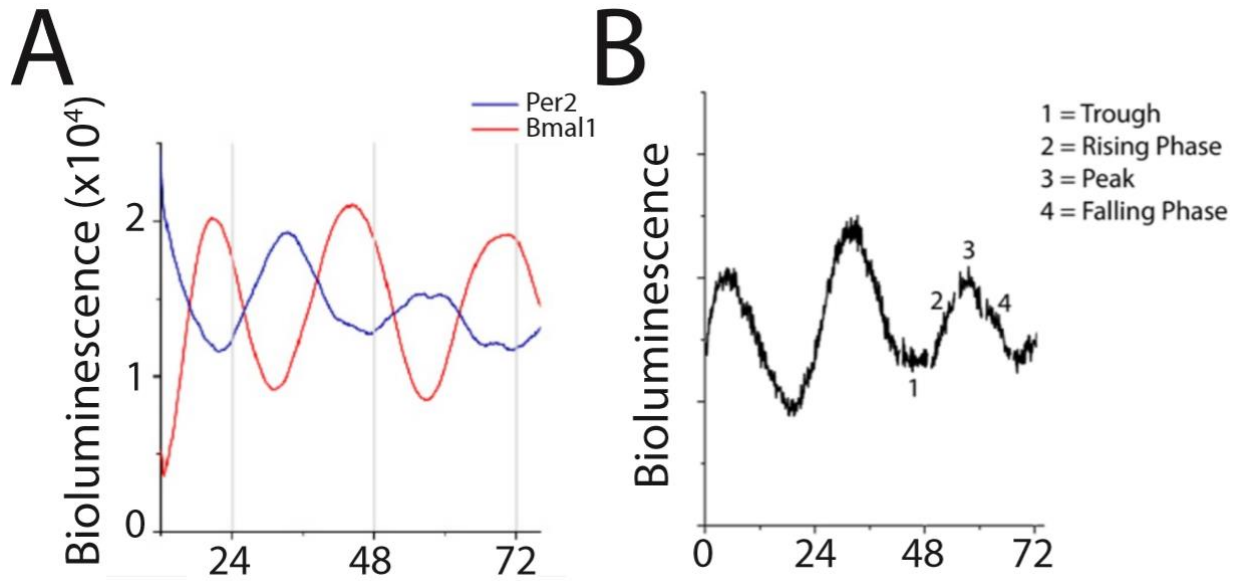 A
Bioluminescence (x10⁴)
Per2
Bmal1
2
1
0
24 48 72
B
Bioluminescence
1 = Trough
2 = Rising Phase
3 = Peak
4 = Falling Phase
3
2
4
1
0 24 48 72